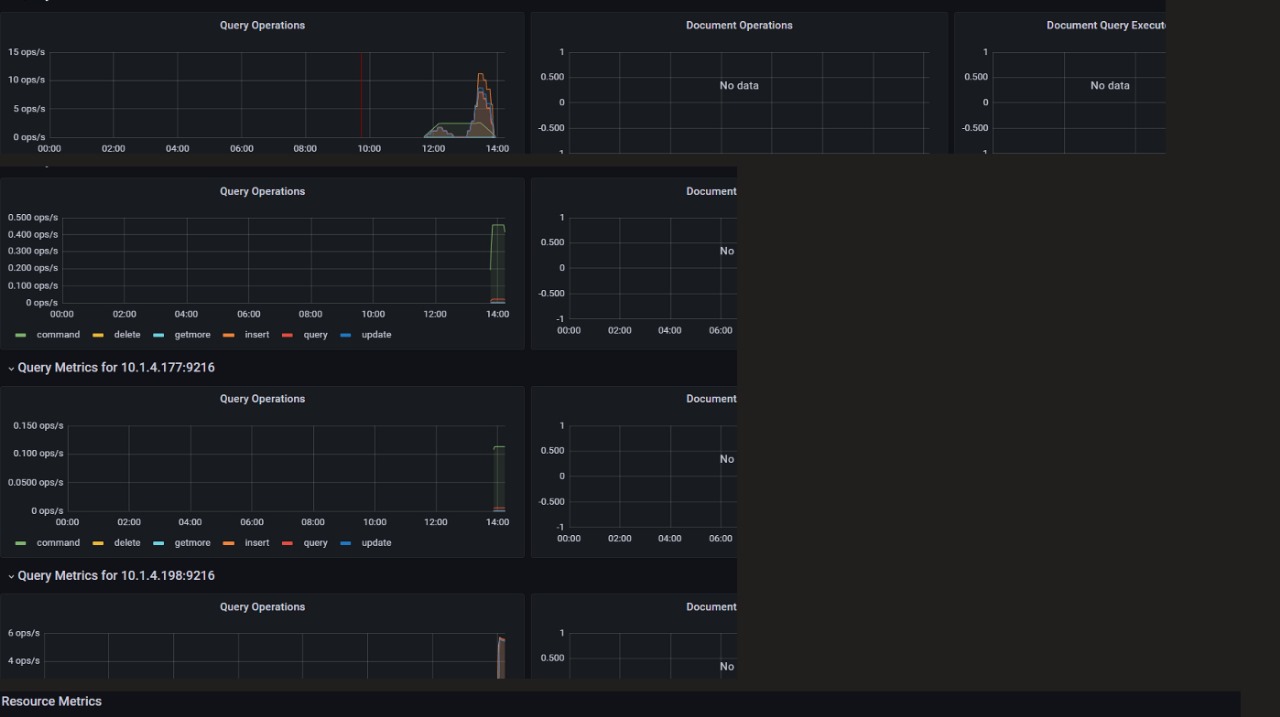 Query Operations
15 ops/s
10 ops/s
5 ops/s
0 ops/s
00:00 02:00 04:00 06:00 08:00 10:00 12:00 14:00
Document Operations
1
0.500
0
-0.500
No data
Document Query
1
0.500
0
-0.500
No data
Query Operations
0.500 ops/s
0.400 ops/s
0.300 ops/s
0.200 ops/s
0.100 ops/s
0 ops/s
00:00 02:00 04:00 06:00 08:00 10:00 12:00 14:00
command delete getmore insert query update
Document
1
0.500
0
-0.500
-1
No
00:00 02:00 04:00 06:00
Query Metrics for 10.1.4.177:9216
Query Operations
0.150 ops/s
0.100 ops/s
0.0500 ops/s
0 ops/s
00:00 02:00 04:00 06:00 08:00 10:00 12:00 14:00
command delete getmore insert query update
Document
1
0.500
0
-0.500
-1
No
00:00 02:00 04:00 06:00
Query Metrics for 10.1.4.198:9216
Query Operations
6 ops/s
4 ops/s
Document
1
0.500
No
Resource Metrics